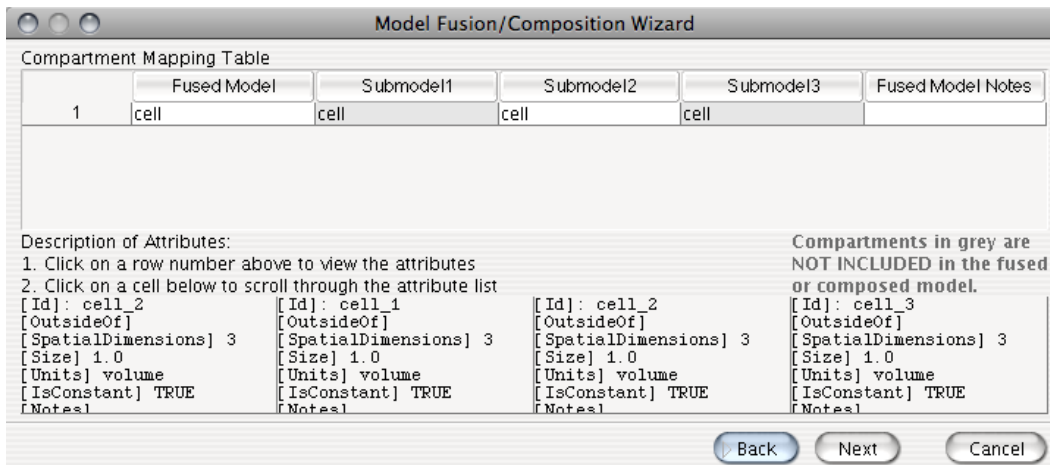 Model Fusion/Composition Wizard
Compartment Mapping Table
Fused Model Submodel1 Submodel2 Submodel3 Fused Model Notes
1 cell cell cell cell
Description of Attributes:
1. Click on a row number above to view the attributes
2. Click on a cell below to scroll through the attribute list
Compartments in grey are
NOT INCLUDED in the fused
or composed model.
[Id]: cell_2 [Id]: cell_1 [Id]: cell_2 [Id]: cell_3
[OutsideOf] [OutsideOf] [OutsideOf] [OutsideOf]
[SpatialDimensions] 3 [SpatialDimensions] 3 [SpatialDimensions] 3 [SpatialDimensions] 3
[Size] 1.0 [Size] 1.0 [Size] 1.0 [Size] 1.0
[Units] volume [Units] volume [Units] volume [Units] volume
[IsConstant] TRUE [IsConstant] TRUE [IsConstant] TRUE [IsConstant] TRUE
[Notes] [Notes] [Notes] [Notes]
Back Next Cancel